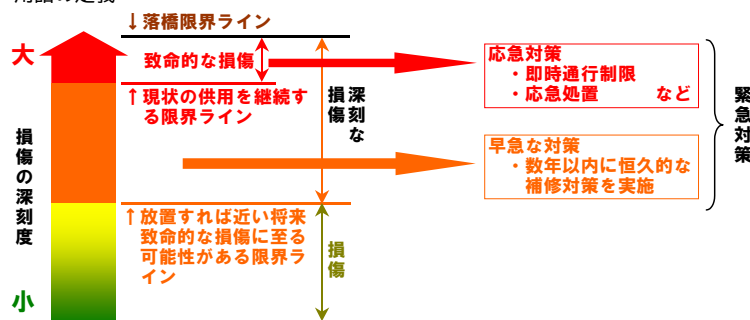 ↓落橋限界ライン
大
致命的な損傷
↑現状の供用を継続す
る限界ライン
深刻な
損傷
応急対策
・即時通行制限
・応急処置 など
早急な対策
・数年以内に恒久的な
補修対策を実施
緊急対策
損傷の深刻度
↑放置すれば近い将来
致命的な損傷に至る
可能性がある限界ラ
イン
損傷
小